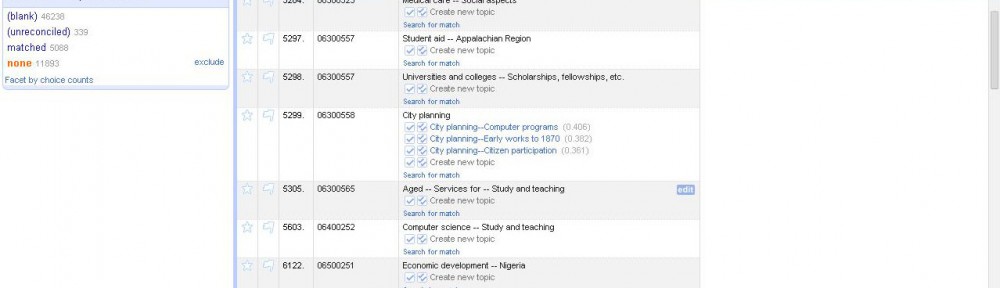 (blank) 46238
(unreconciled) 339
matched 5088
none 11893 exclude
Facet by choice counts
Medical care -- Social aspects
Create new topic
Search for match
5297. 06300557 Student aid -- Appalachian Region
Create new topic
Search for match
5298. 06300557 Universities and colleges -- Scholarships, fellowships, etc.
Create new topic
Search for match
5299. 06300558 City planning
City planning--Computer programs (0.406)
City planning--Early works to 1870 (0.382)
City planning--Citizen participation (0.361)
Create new topic
Search for match
5305. 06300565 Aged -- Services for -- Study and teaching edit
Create new topic
Search for match
5603. 06400252 Computer science -- Study and teaching
Create new topic
Search for match
6122. 06500251 Economic development -- Nigeria
Create new topic